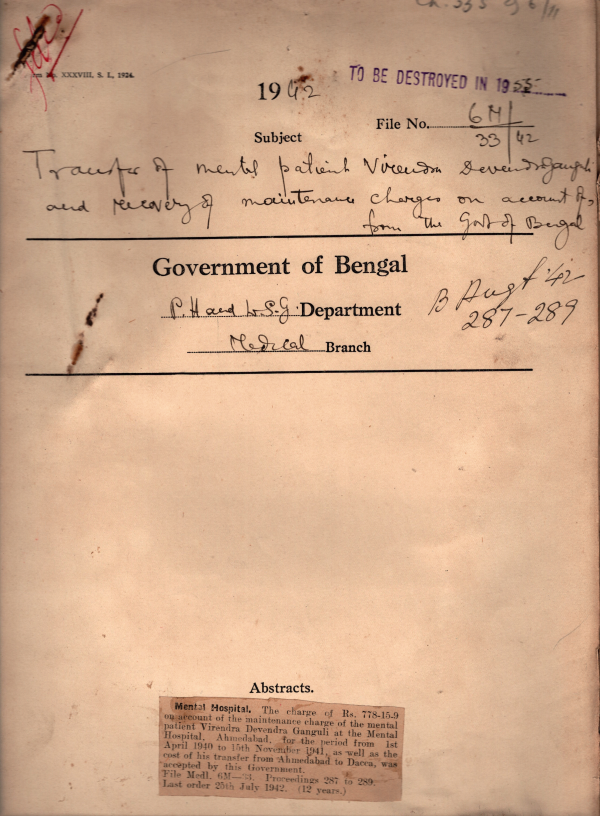 XXXVIII, S. I., 1924.
TO BE DESTROYED IN 1955
1942
File No. 6M/33/42
Subject
Transfer of mental patient Virendra Devendra Ganguli
and recovery of maintenance charges on account of,
from the Govt of Bengal
Government of Bengal
P. H and L. S. G. Department
Medical Branch
B Augt '42
287-289
Abstracts.
Mental Hospital. The charge of Rs. 778-15-9
on account of the maintenance charge of the mental
patient Virendra Devendra Ganguli at the Mental
Hospital, Ahmedabad, for the period from 1st
April 1940 to 15th November 1941, as well as the
cost of his transfer from Ahmedabad to Dacca, was
accepted by this Government.
File Medl. 6M—33. Proceedings 287 to 289.
Last order 25th July 1942. (12 years.)